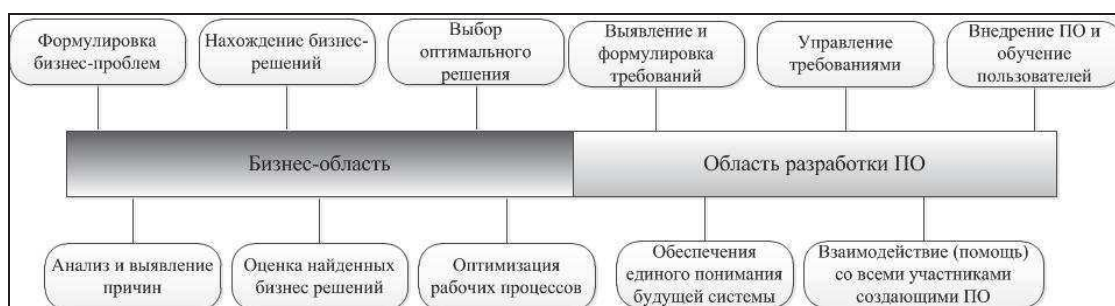 Формулировка
бизнес-проблем
Нахождение бизнес-
решений
Выбор
оптимального
решения
Выявление и
формулировка
требований
Управление
требованиями
Внедрение ПО и
обучение
пользователей
Бизнес-область
Область разработки ПО
Анализ и выявление
причин
Оценка найденных
бизнес решений
Оптимизация
рабочих процессов
Обеспечения
единого понимания
будущей системы
Взаимодействие (помощь)
со всеми участниками
создающими ПО